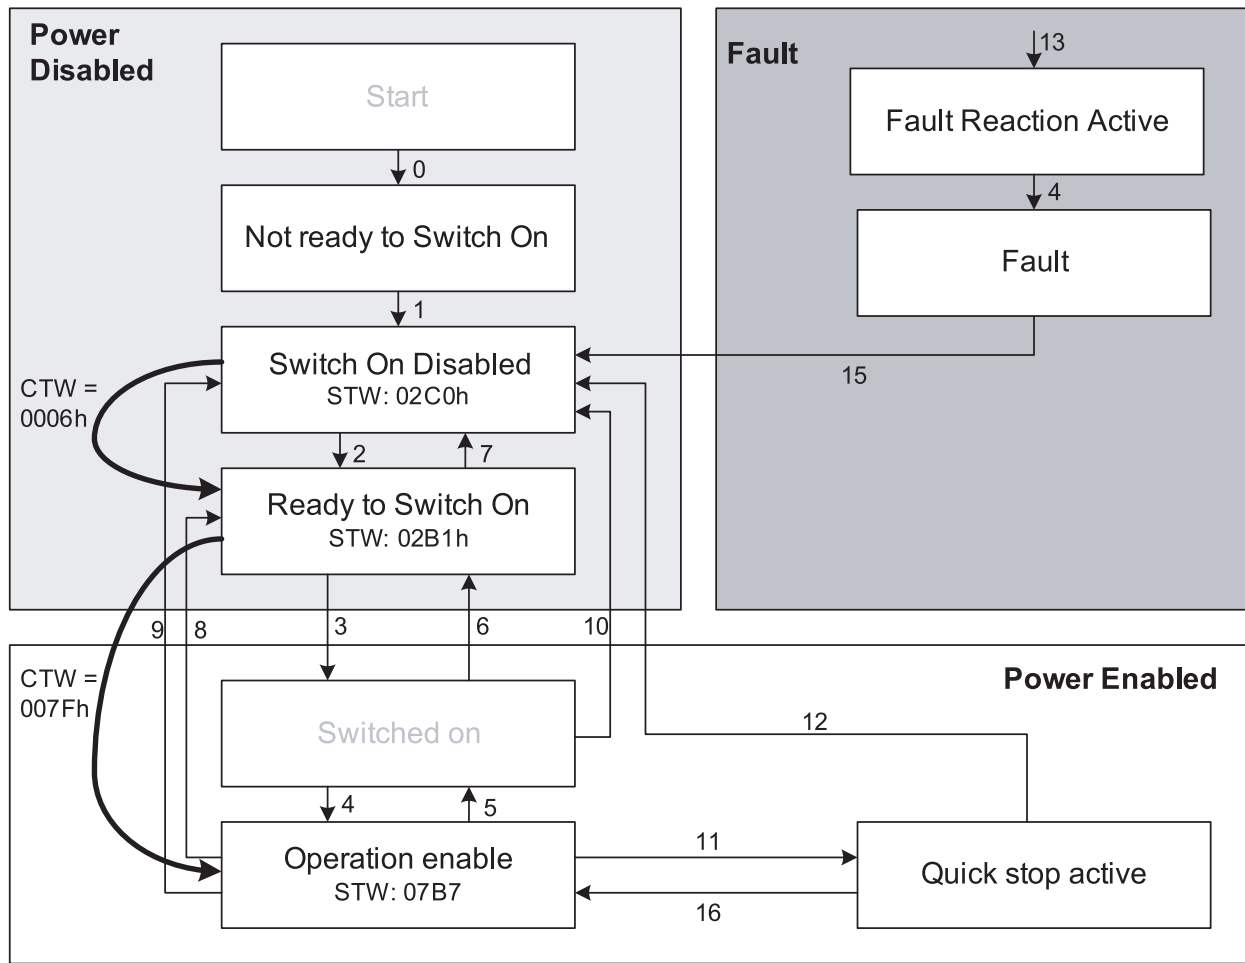 Power
Disabled
Start
0
Not ready to Switch On
1
Switch On Disabled
STW: 02C0h
CTW =
0006h
2
7
Ready to Switch On
STW: 02B1h
9
8
3
6
10
Fault
13
Fault Reaction Active
4
Fault
15
Power Enabled
CTW =
007Fh
Switched on
12
4
5
Operation enable
STW: 07B7
11
16
Quick stop active